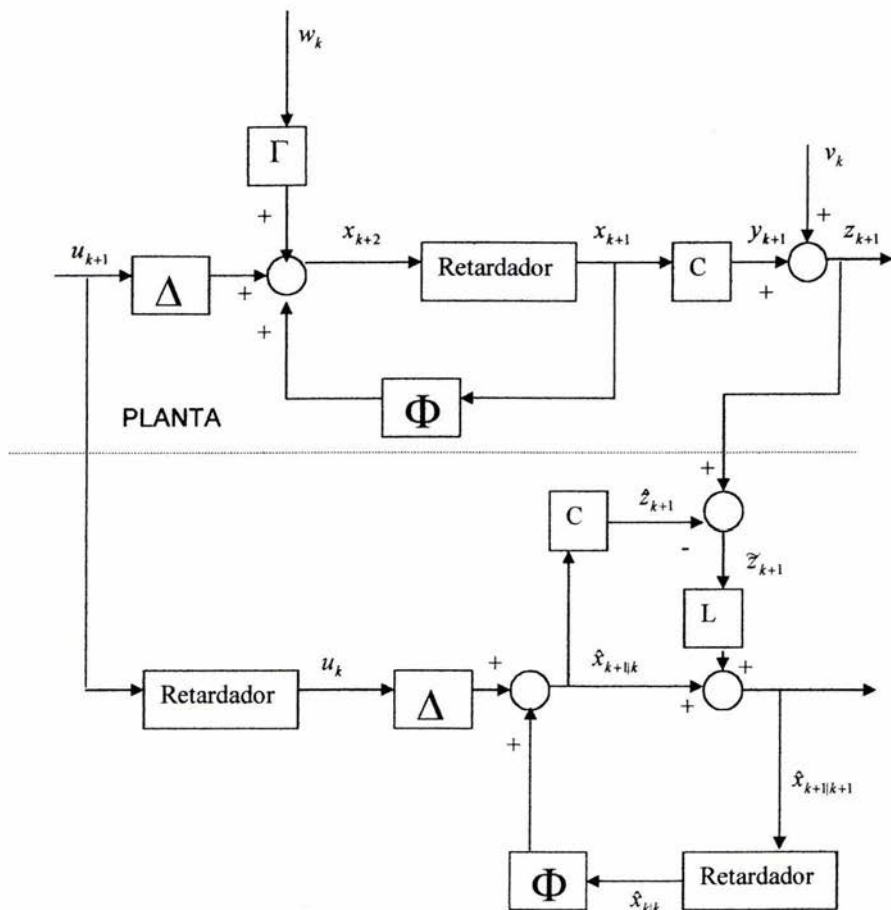 w_k
Γ
v_k
+
+
u_{k+1}
x_{k+2}
x_{k+1}
y_{k+1}
z_{k+1}
Δ
+
Retardador
C
+
+
Φ
PLANTA
+
C
ẑ_{k+1}
-
z̃_{k+1}
L
Retardador
u_k
Δ
+
x̂_{k+1|k}
+
+
+
x̂_{k+1|k+1}
Φ
x̂_{k|k}
Retardador